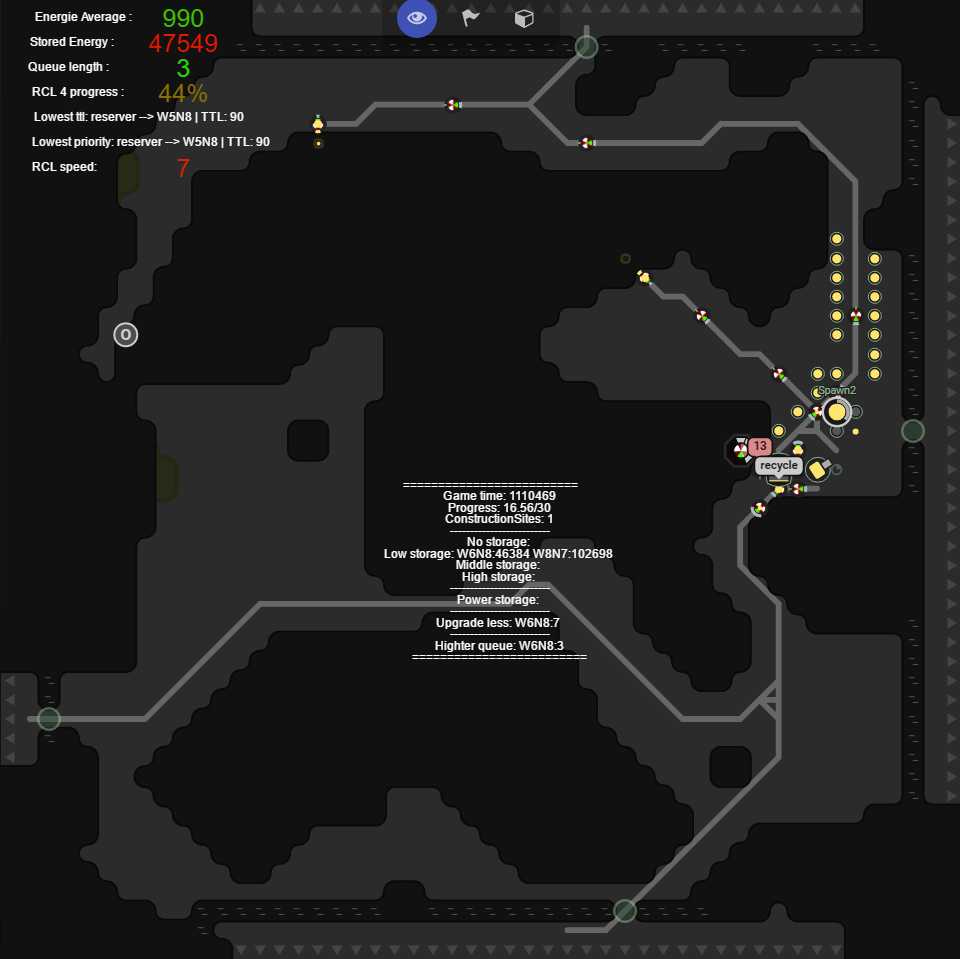 Energie Average : 990
Stored Energy : 47549
Queue length : 3
RCL 4 progress : 44%
Lowest ttl: reserver --> W5N8 | TTL: 90
Lowest priority: reserver --> W5N8 | TTL: 90
RCL speed: 7
O
Spawn2
13
recycle
=========================
Game time: 1110469
Progress: 16.56/30
ConstructionSites: 1
-------------------------
No storage:
Low storage: W6N8:46384 W8N7:102698
Middle storage:
High storage:
-------------------------
Power storage:
-------------------------
Upgrade less: W6N8:7
-------------------------
Highter queue: W6N8:3
=========================